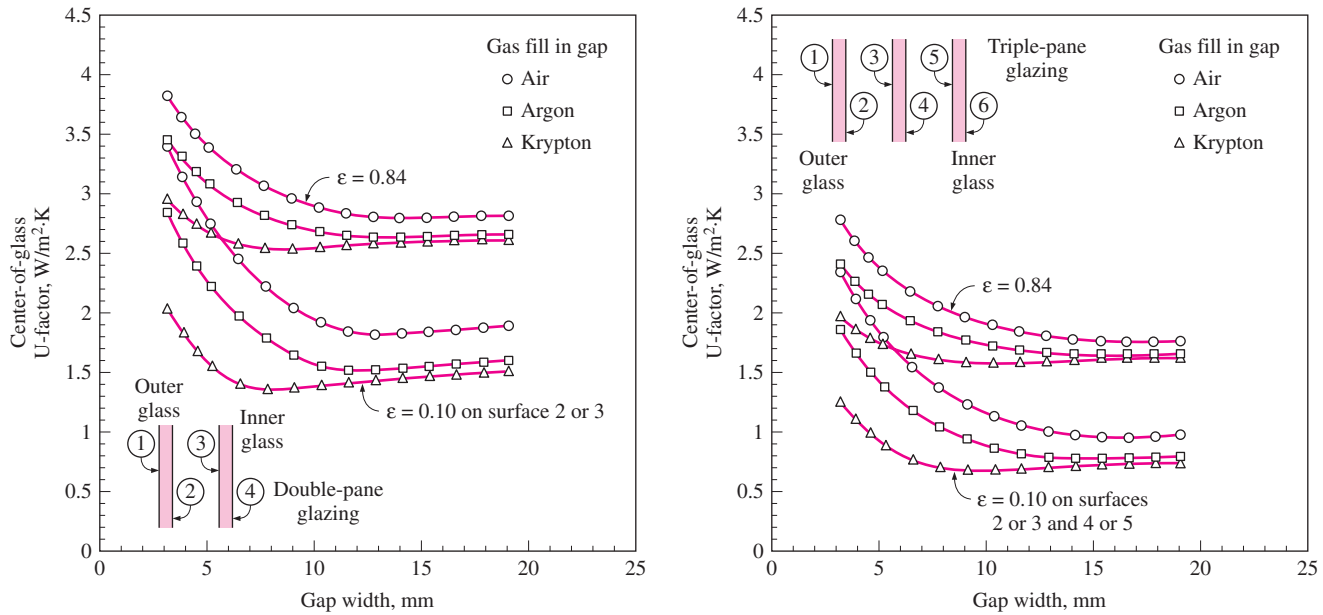 4.5
4
3.5
3
2.5
2
1.5
1
0.5
0
0
5
10
15
20
25
Center-of-glass
U-factor, W/m²·K
Gap width, mm
Gas fill in gap
Air
Argon
Krypton
ε = 0.84
ε = 0.10 on surface 2 or 3
Outer
glass
Inner
glass
1
3
2
4
Double-pane
glazing
4.5
4
3.5
3
2.5
2
1.5
1
0.5
0
0
5
10
15
20
25
Center-of-glass
U-factor, W/m²·K
Gap width, mm
1
3
5
2
4
6
Triple-pane
glazing
Outer
glass
Inner
glass
Gas fill in gap
Air
Argon
Krypton
ε = 0.84
ε = 0.10 on surfaces
2 or 3 and 4 or 5